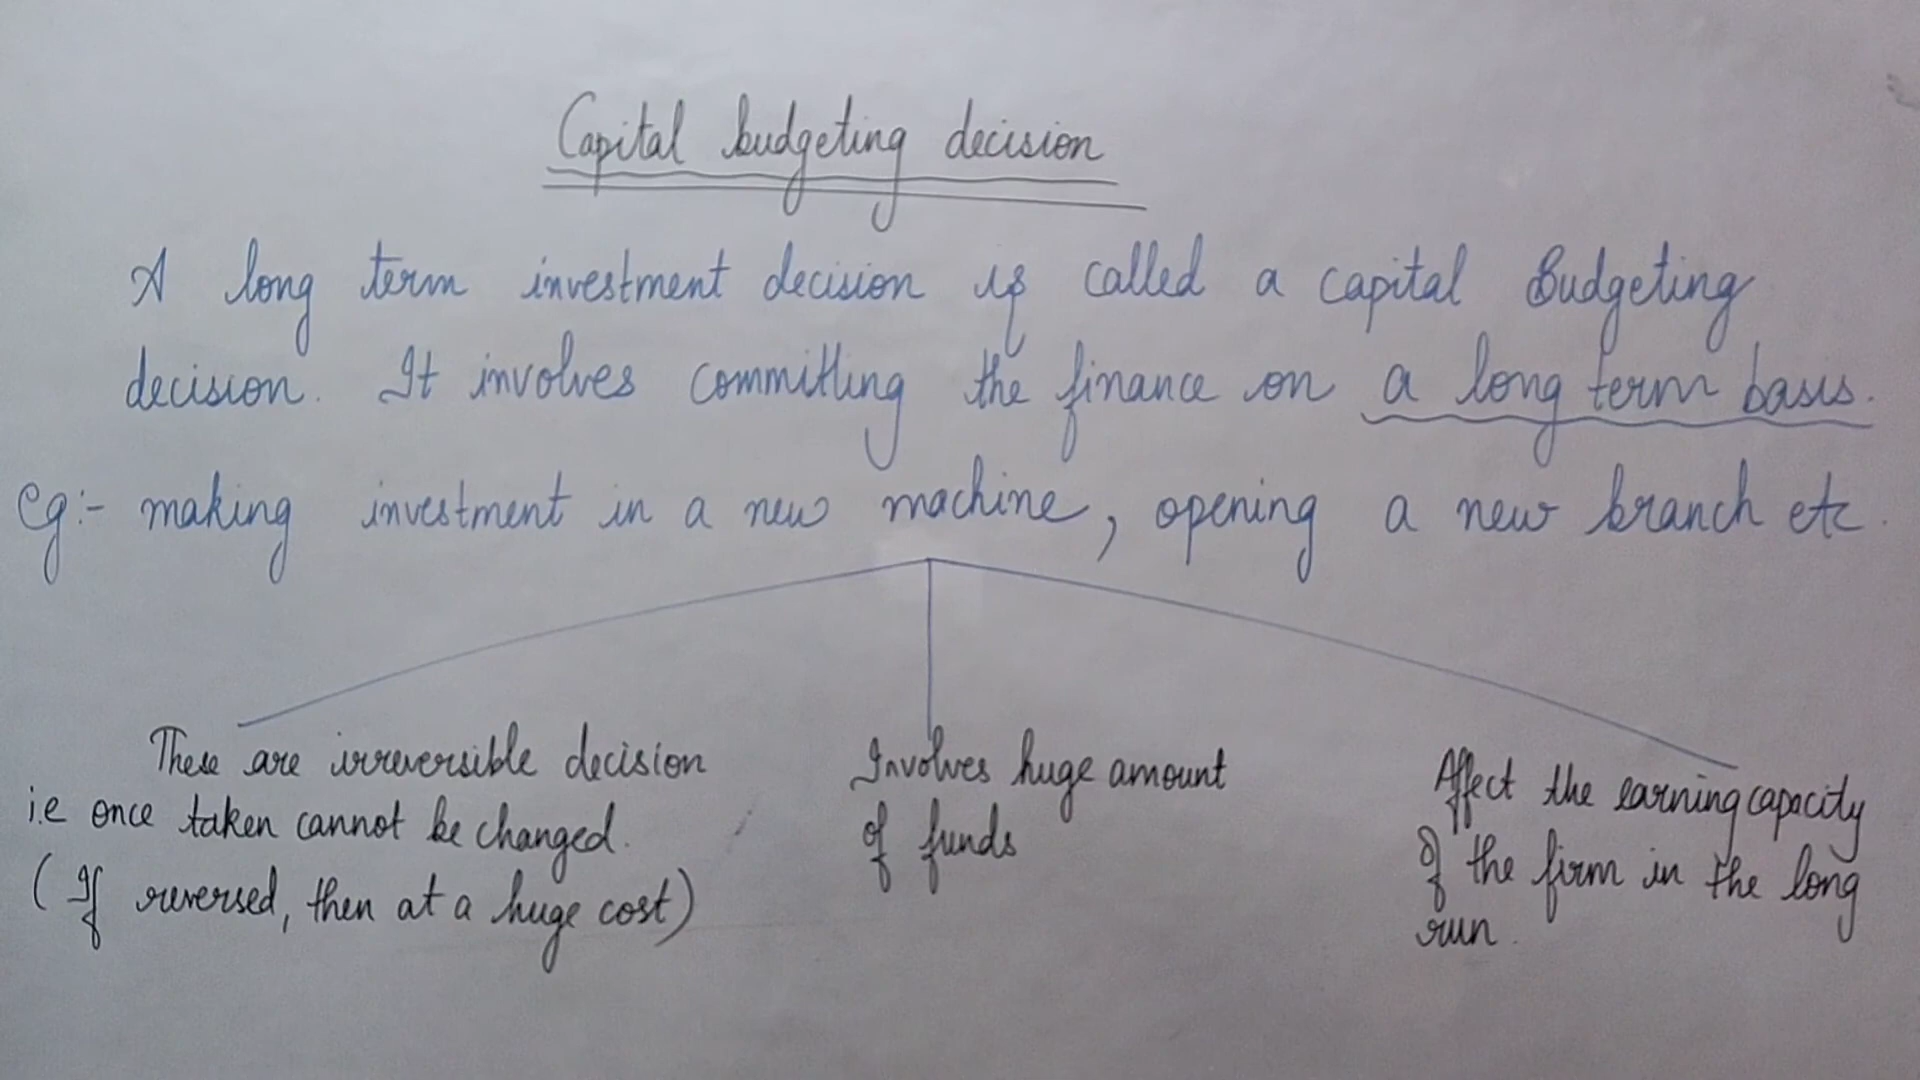 Capital budgeting decision
A long term investment decision is called a capital Budgeting
decision. It involves committing the finance on a long term basis.
eg:- making investment in a new machine, opening a new branch etc.
These are irreversible decision
i.e once taken cannot be changed.
(If reversed, then at a huge cost)
Involves huge amount
of funds
Affect the earning capacity
of the firm in the long
run.